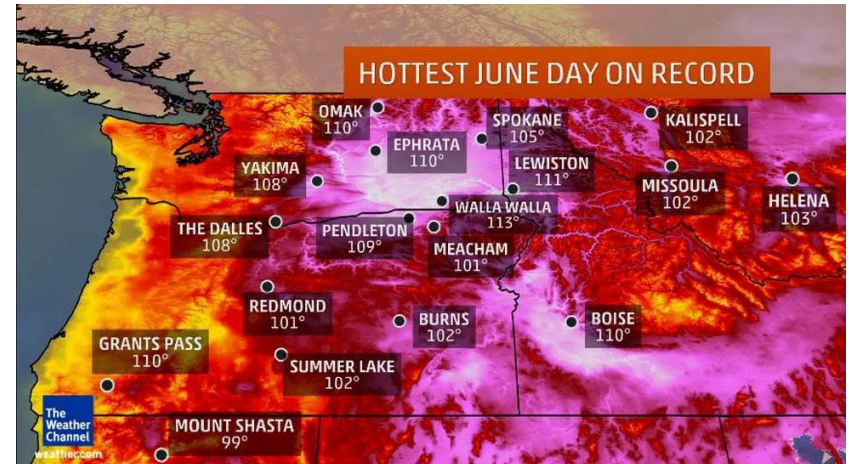 HOTTEST JUNE DAY ON RECORD
OMAK
110°
SPOKANE
105°
KALISPELL
102°
EPHRATA
110°
YAKIMA
108°
LEWISTON
111°
MISSOULA
102°
HELENA
103°
WALLA WALLA
113°
THE DALLES
108°
PENDLETON
109°
MEACHAM
101°
REDMOND
101°
BURNS
102°
BOISE
110°
GRANTS PASS
110°
SUMMER LAKE
102°
The
Weather
Channel
weather.com
MOUNT SHASTA
99°